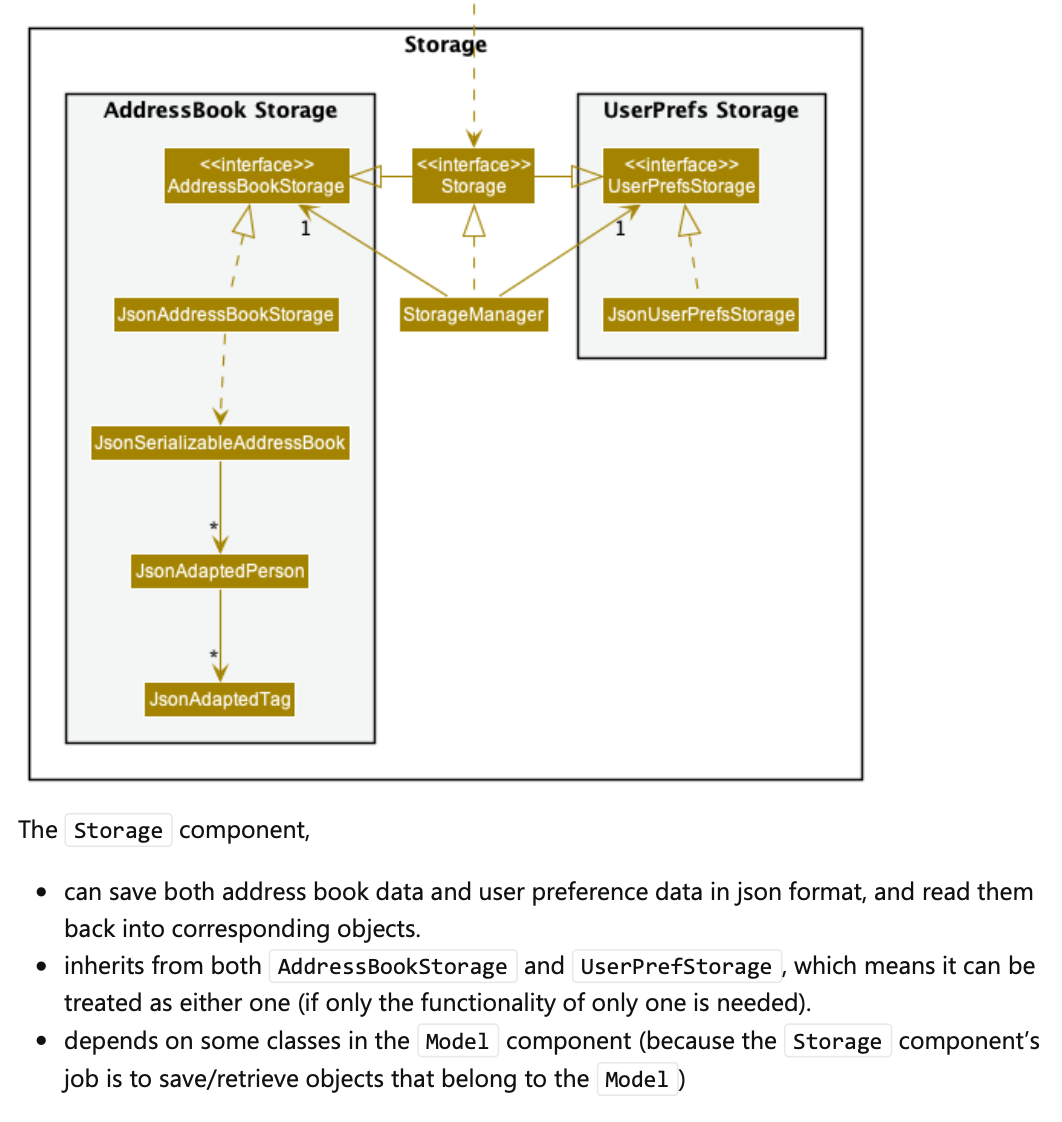 Storage
AddressBook Storage
UserPrefs Storage
<<interface>>
AddressBookStorage
<<interface>>
Storage
<<interface>>
UserPrefsStorage
1
1
JsonAddressBookStorage
StorageManager
JsonUserPrefsStorage
JsonSerializableAddressBook
*
JsonAdaptedPerson
*
JsonAdaptedTag
The Storage component,
• can save both address book data and user preference data in json format, and read them
back into corresponding objects.
• inherits from both AddressBookStorage and UserPrefStorage, which means it can be
treated as either one (if only the functionality of only one is needed).
• depends on some classes in the Model component (because the Storage component’s
job is to save/retrieve objects that belong to the Model)